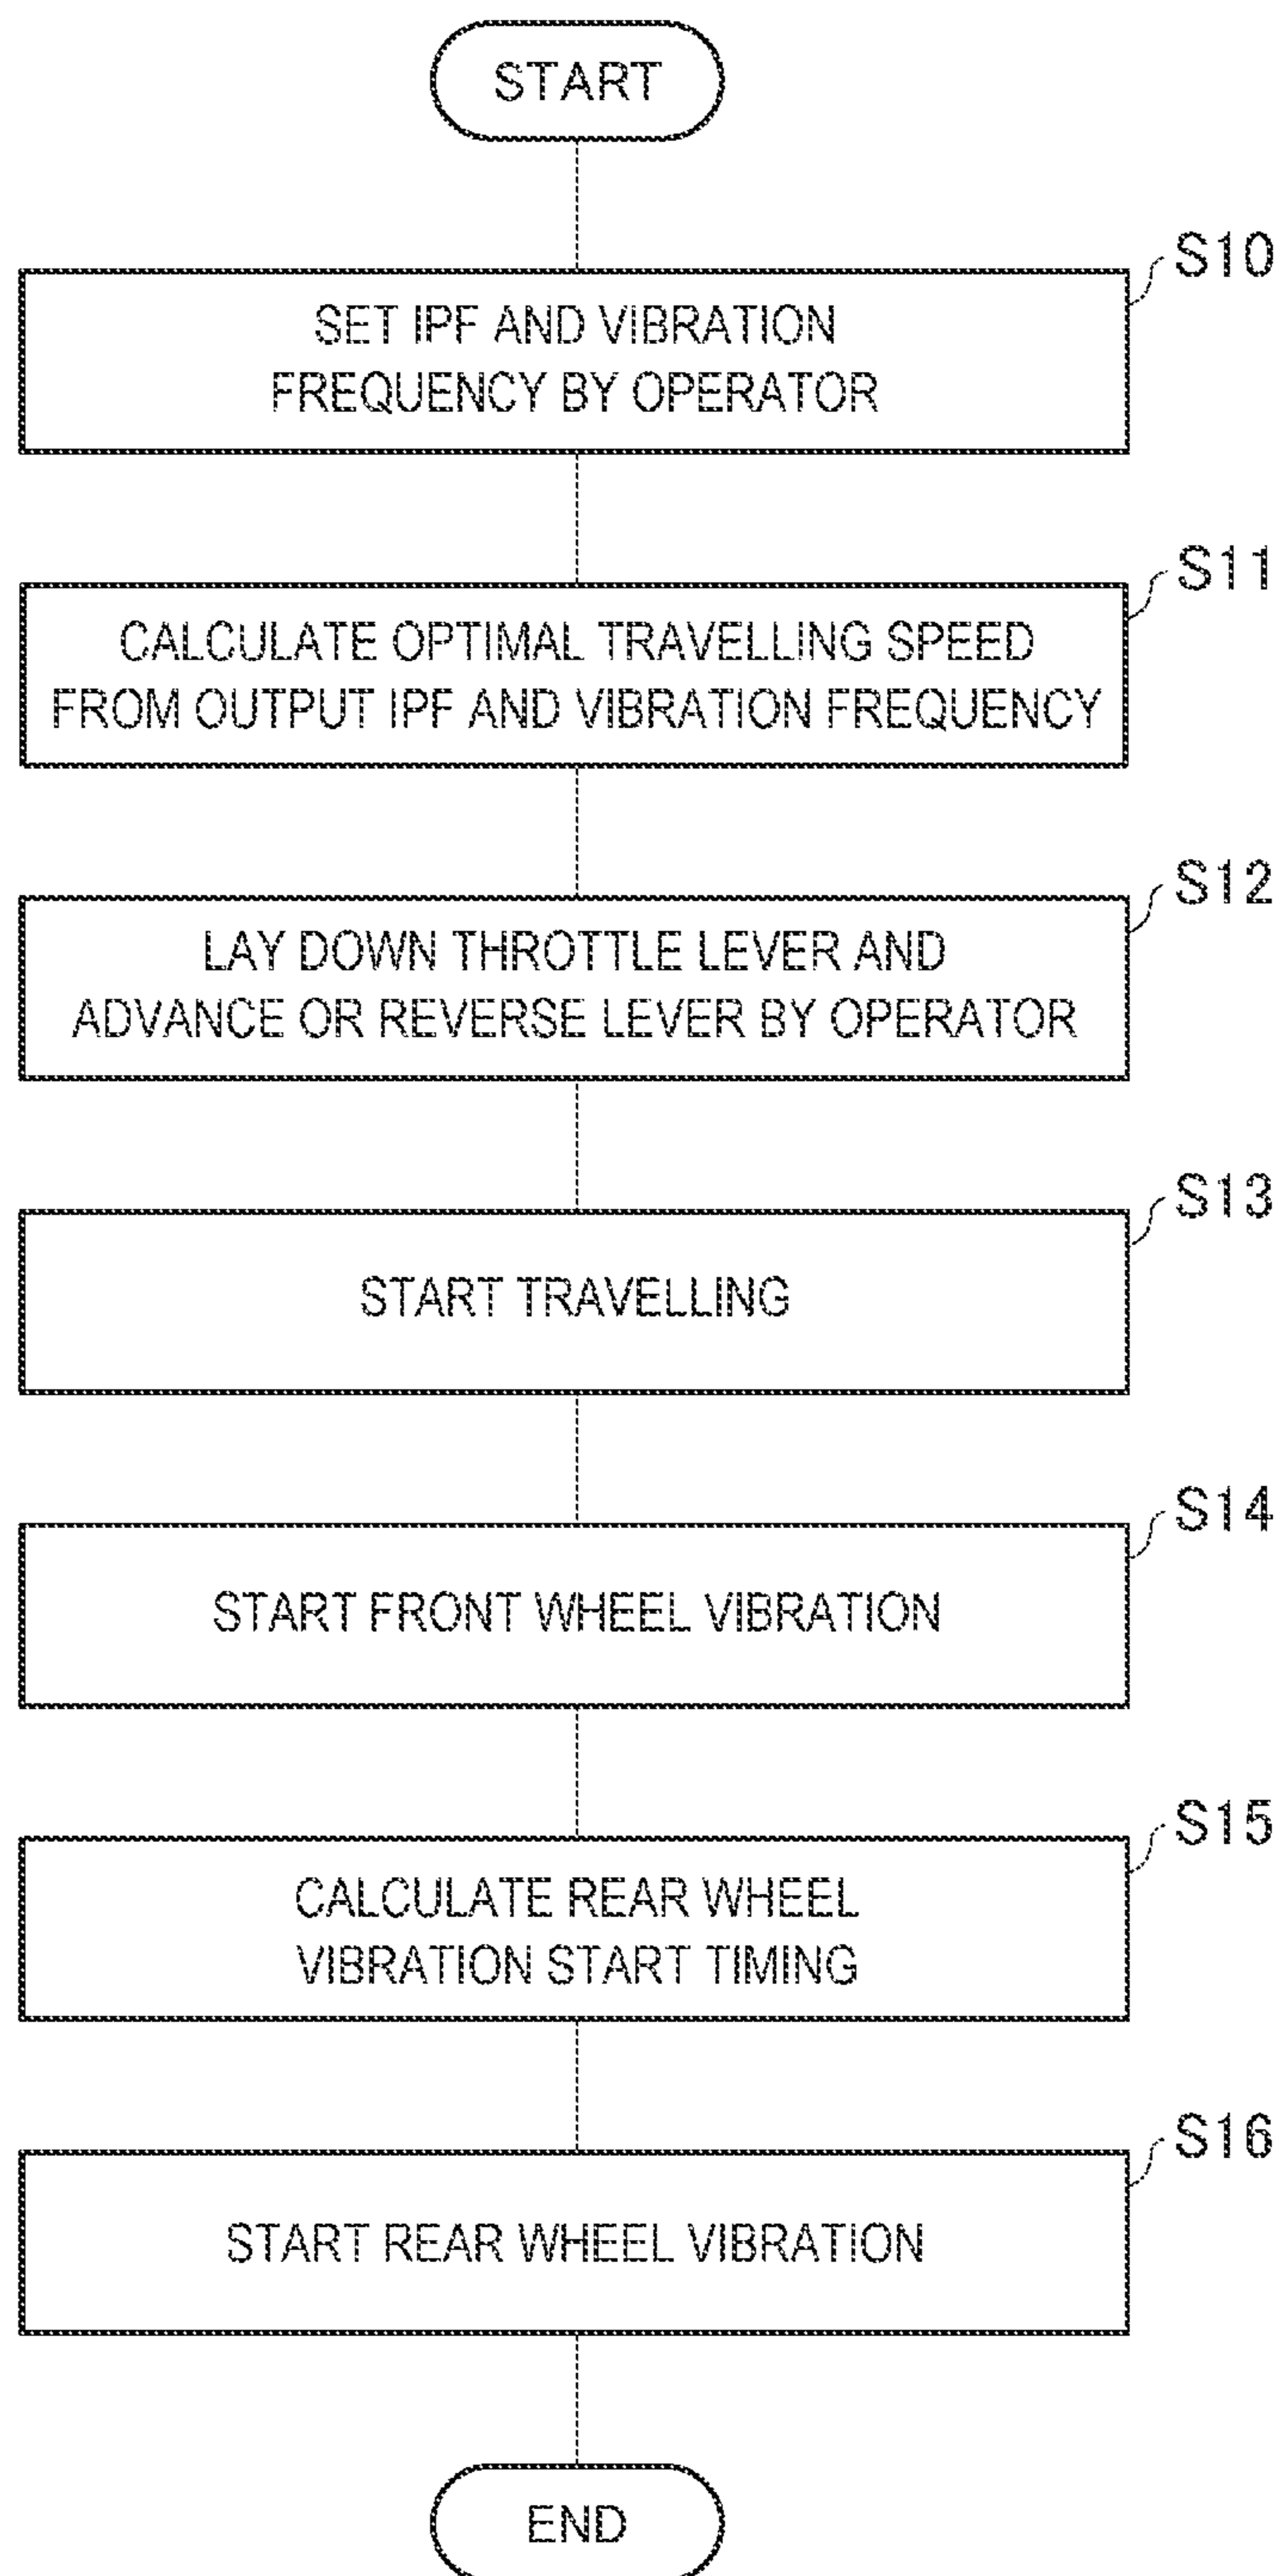 START
S10
SET IPF AND VIBRATION
FREQUENCY BY OPERATOR
S11
CALCULATE OPTIMAL TRAVELLING SPEED
FROM OUTPUT IPF AND VIBRATION FREQUENCY
S12
LAY DOWN THROTTLE LEVER AND
ADVANCE OR REVERSE LEVER BY OPERATOR
S13
START TRAVELLING
S14
START FRONT WHEEL VIBRATION
S15
CALCULATE REAR WHEEL
VIBRATION START TIMING
S16
START REAR WHEEL VIBRATION
END